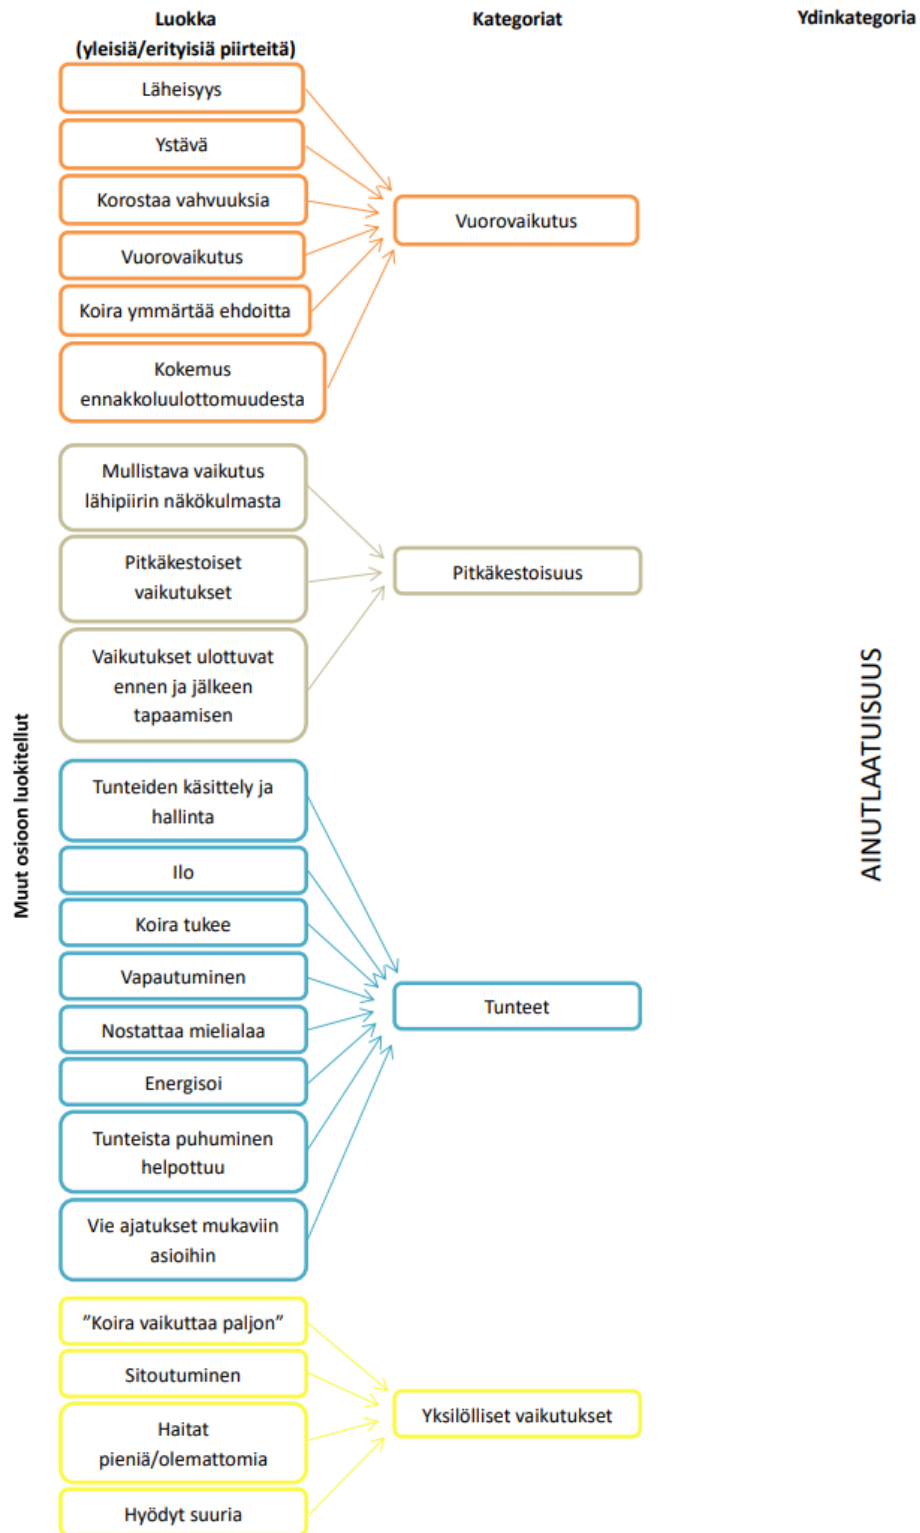 Luokka
(yleisiä/erityisiä piirteitä)
Kategoriat
Ydinkategoria
Muut osioon luokitellut
Läheisyys
Ystävä
Korostaa vahvuuksia
Vuorovaikutus
Koira ymmärtää ehdoitta
Kokemus
ennakkoluulottomuudesta
Vuorovaikutus
Mullistava vaikutus
lähipiirin näkökulmasta
Pitkäkestoiset
vaikutukset
Vaikutukset ulottuvat
ennen ja jälkeen
tapaamisen
Pitkäkestoisuus
Tunteiden käsittely ja
hallinta
Ilo
Koira tukee
Vapautuminen
Nostattaa mielialaa
Energisoi
Tunteista puhuminen
helpottuu
Vie ajatukset mukaviin
asioihin
Tunteet
”Koira vaikuttaa paljon”
Sitoutuminen
Haitat
pieniä/olemattomia
Hyödyt suuria
Yksilölliset vaikutukset
AINUTLAATUISUUS